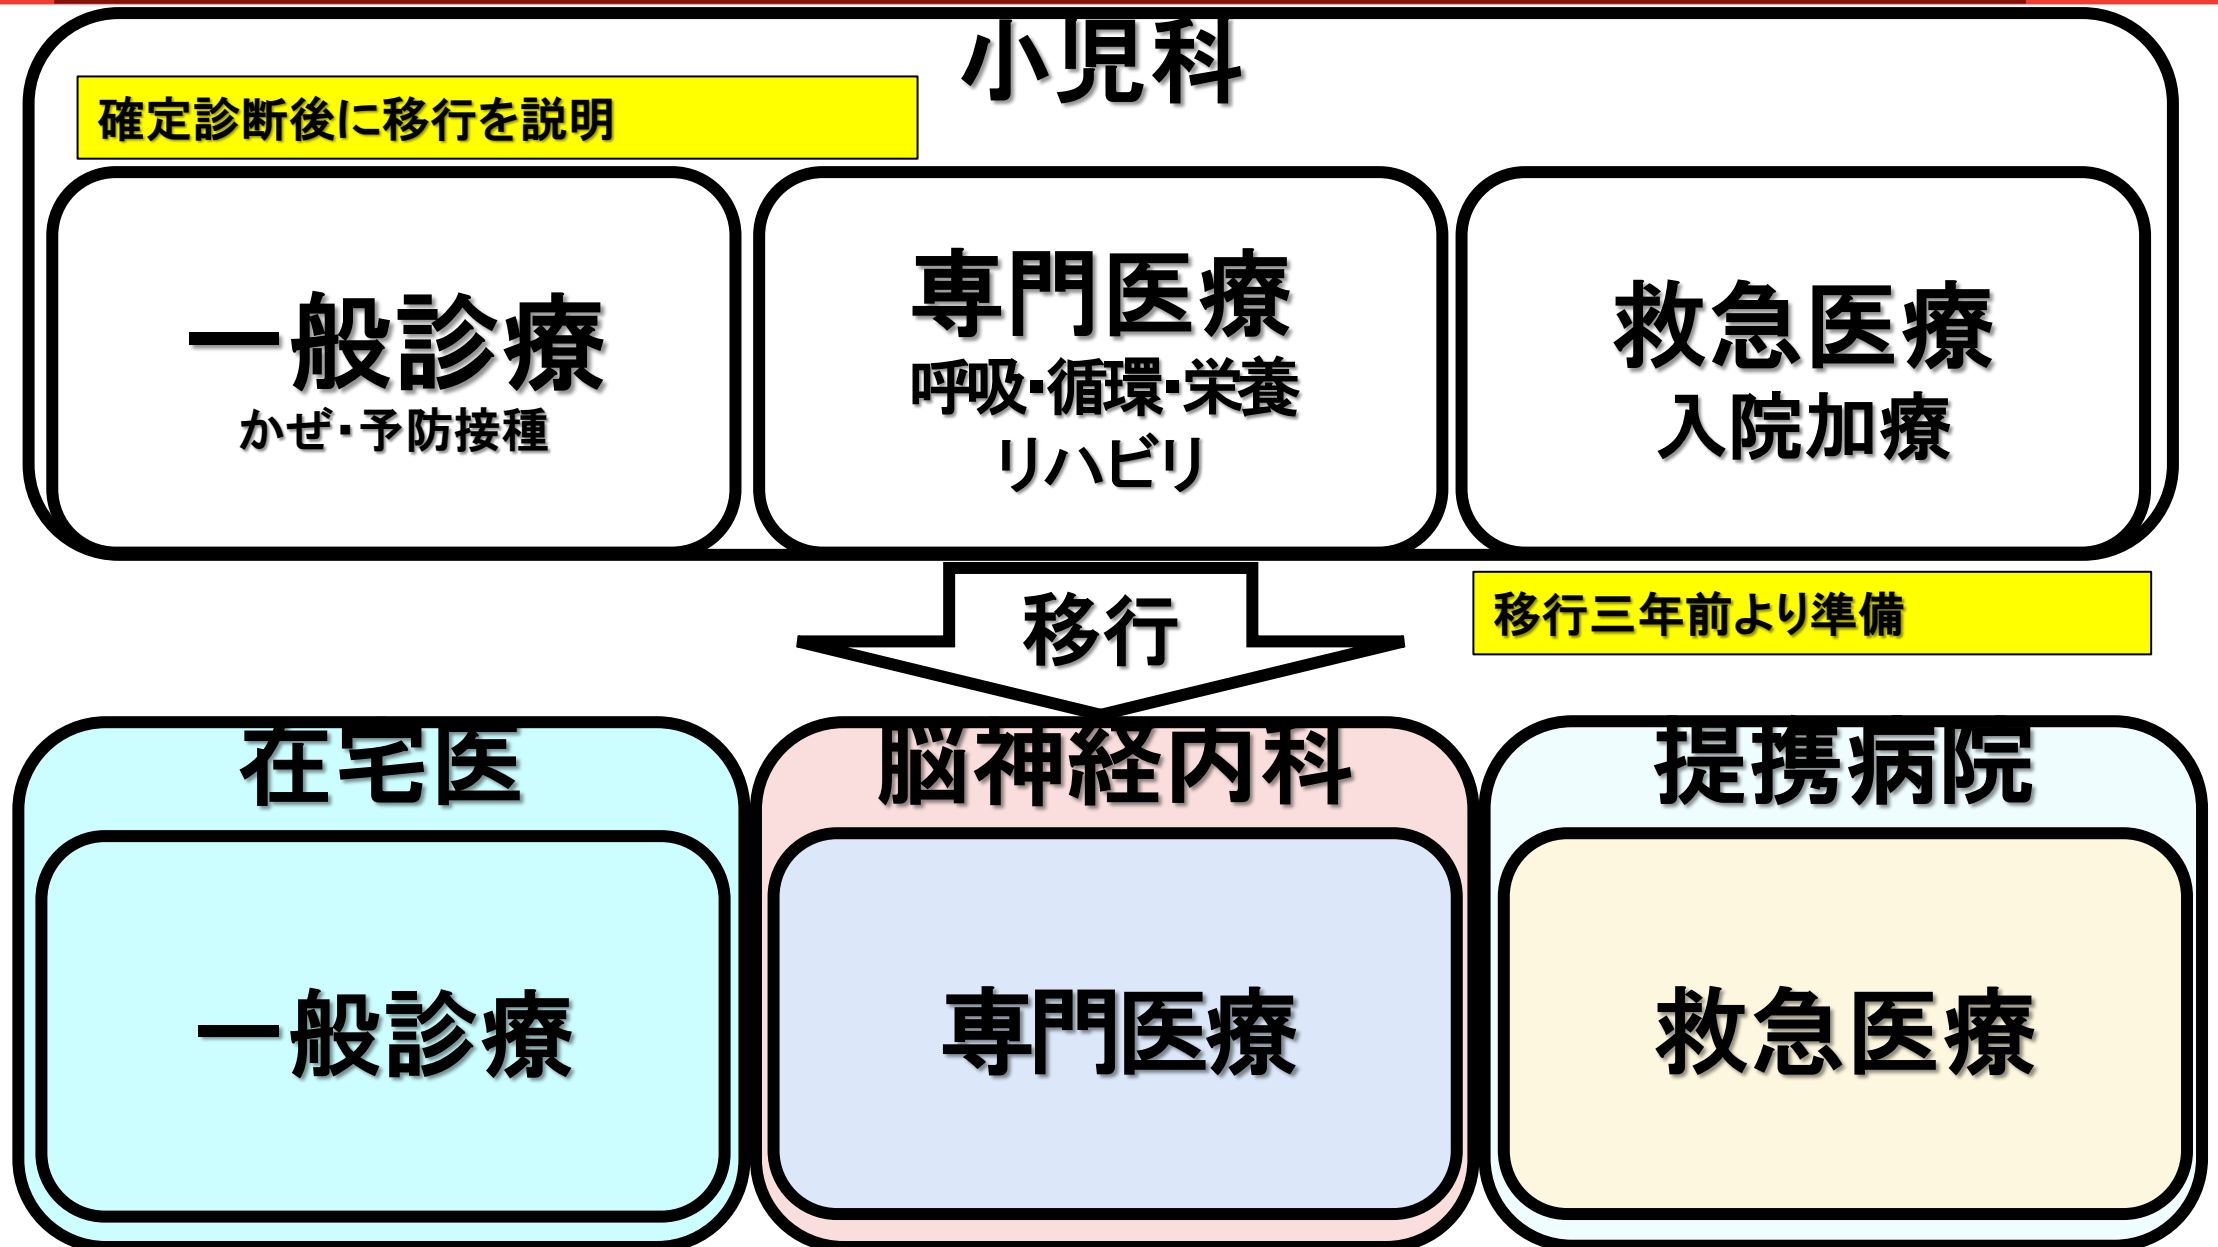 小児科
確定診断後に移行を説明
一般診療
かぜ・予防接種
専門医療
呼吸・循環・栄養
リハビリ
救急医療
入院加療
移行
移行三年前より準備
在宅医
脳神経内科
提携病院
一般診療
専門医療
救急医療